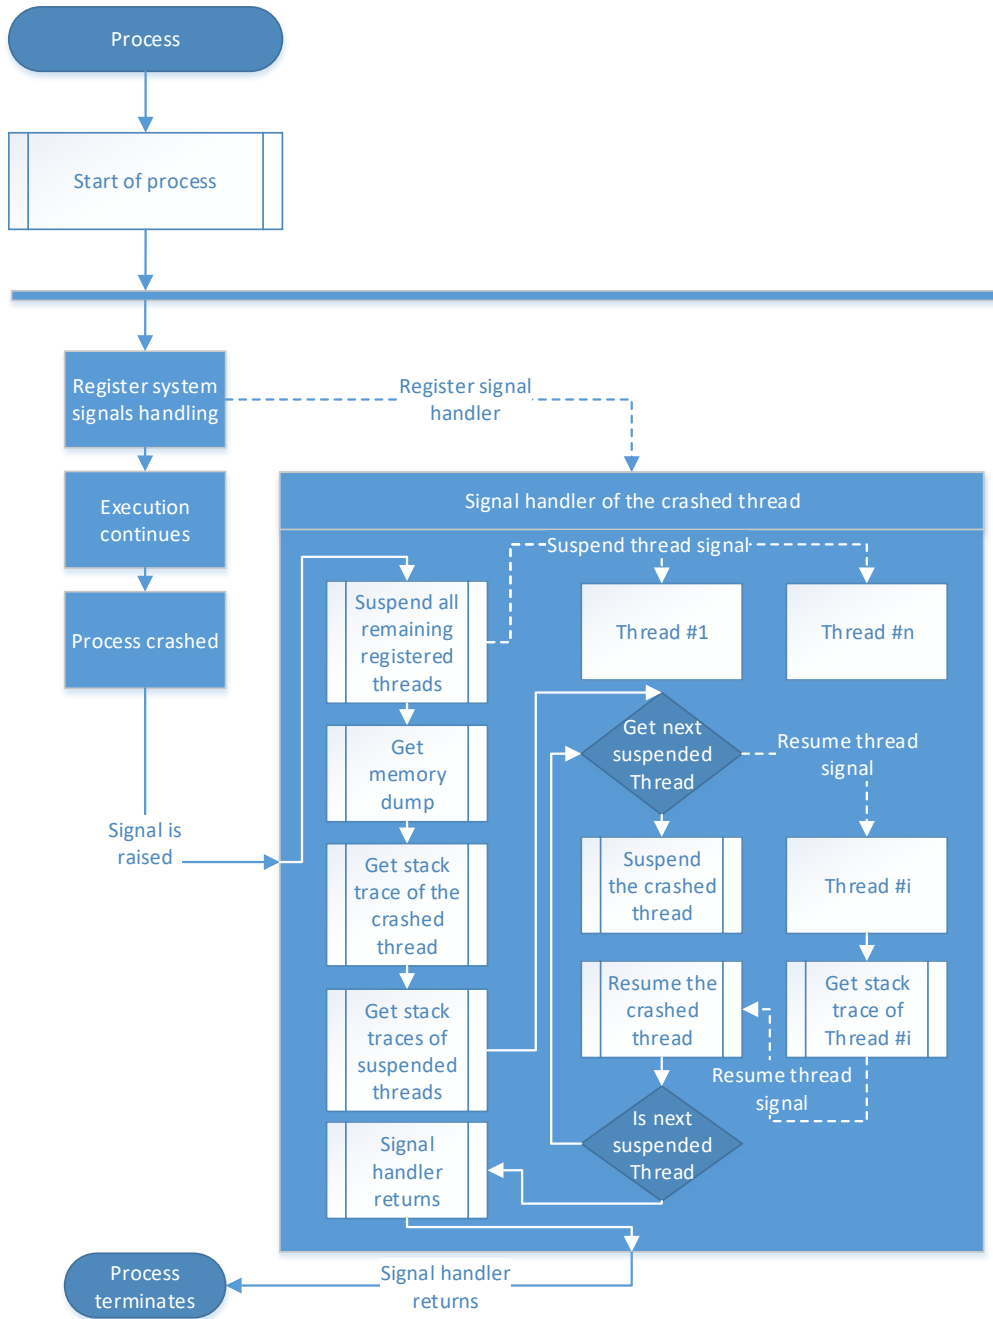 Process
Start of process
Register system
signals handling
Register signal
handler
Execution
continues
Process crashed
Signal is
raised
Signal handler of the crashed thread
Suspend thread signal
Suspend all
remaining
registered
threads
Thread #1
Thread #n
Get
memory
dump
Get next
suspended
Thread
Resume thread
signal
Get stack
trace of the
crashed
thread
Suspend
the crashed
thread
Thread #i
Get stack
traces of
suspended
threads
Resume the
crashed
thread
Get stack
trace of
Thread #i
Resume thread
signal
Is next
suspended
Thread
Signal
handler
returns
Signal handler
returns
Process
terminates